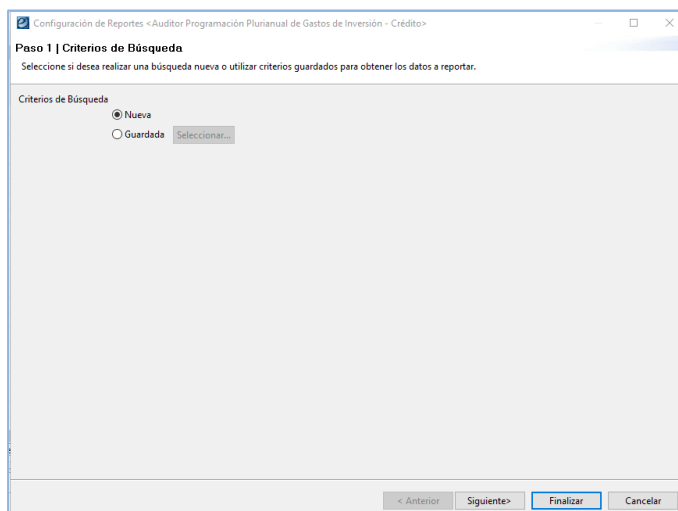 Configuración de Reportes <Auditor Programación Plurianual de Gastos de Inversión - Crédito>
Paso 1 | Criterios de Búsqueda
Seleccione si desea realizar una búsqueda nueva o utilizar criterios guardados para obtener los datos a reportar.
Criterios de Búsqueda
Nueva
Guardada Seleccionar...
< Anterior Siguiente> Finalizar Cancelar